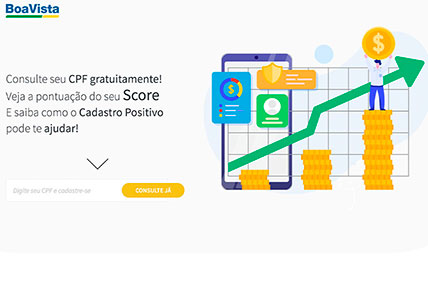 BoaVista
Consulte seu CPF gratuitamente!
Veja a pontuação do seu Score
E saiba como o Cadastro Positivo
pode te ajudar!
Digite seu CPF e cadastre-se
CONSULTE JÁ
$